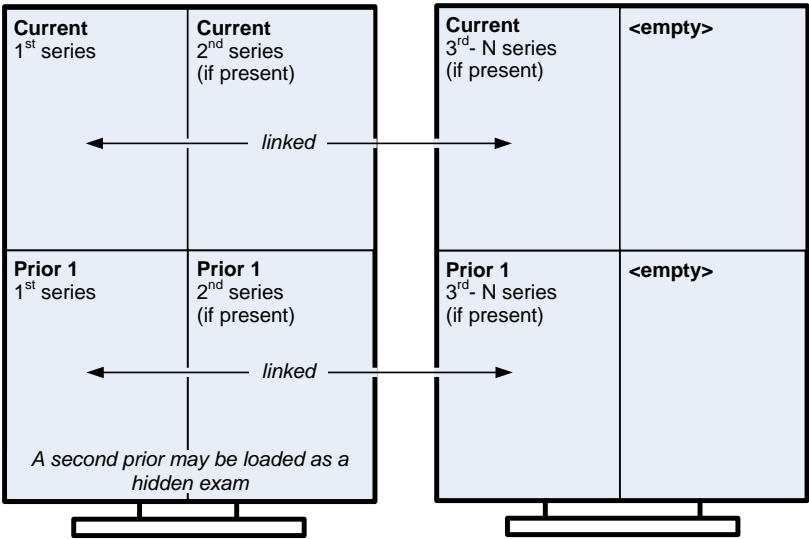 Current
1st series
Current
2nd series
(if present)
linked
Current
3rd- N series
(if present)
<empty>
Prior 1
1st series
Prior 1
2nd series
(if present)
linked
A second prior may be loaded as a
hidden exam
Prior 1
3rd- N series
(if present)
<empty>